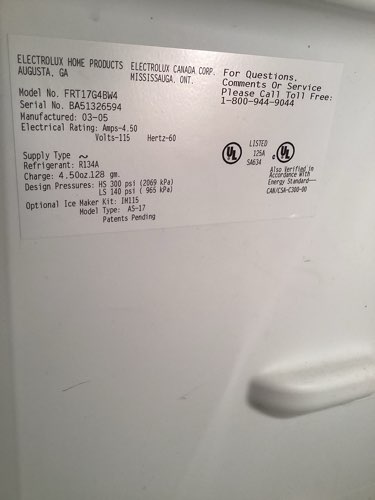 ELECTROLUX HOME PRODUCTS
AUGUSTA, GA
ELECTROLUX CANADA CORP.
MISSISSAUGA, ONT.
For Questions,
Comments Or Service
Please Call Toll Free:
1-800-944-9044
Model No. FRT17G4BW4
Serial No. BA51326594
Manufactured: 03-05
Electrical Rating: Amps-4.50
Volts-115 Hertz-60
Supply Type ~
Refrigerant: R134A
Charge: 4.50oz.128 gm.
Design Pressures: HS 300 psi (2069 kPa)
LS 140 psi ( 965 kPa)
Optional Ice Maker Kit: IM115
Model Type: AS-17
Patents Pending
UL
LISTED
125A
SA634
UL
Also Verified in
Accordance With
Energy Standard
CAN/CSA-C300-00